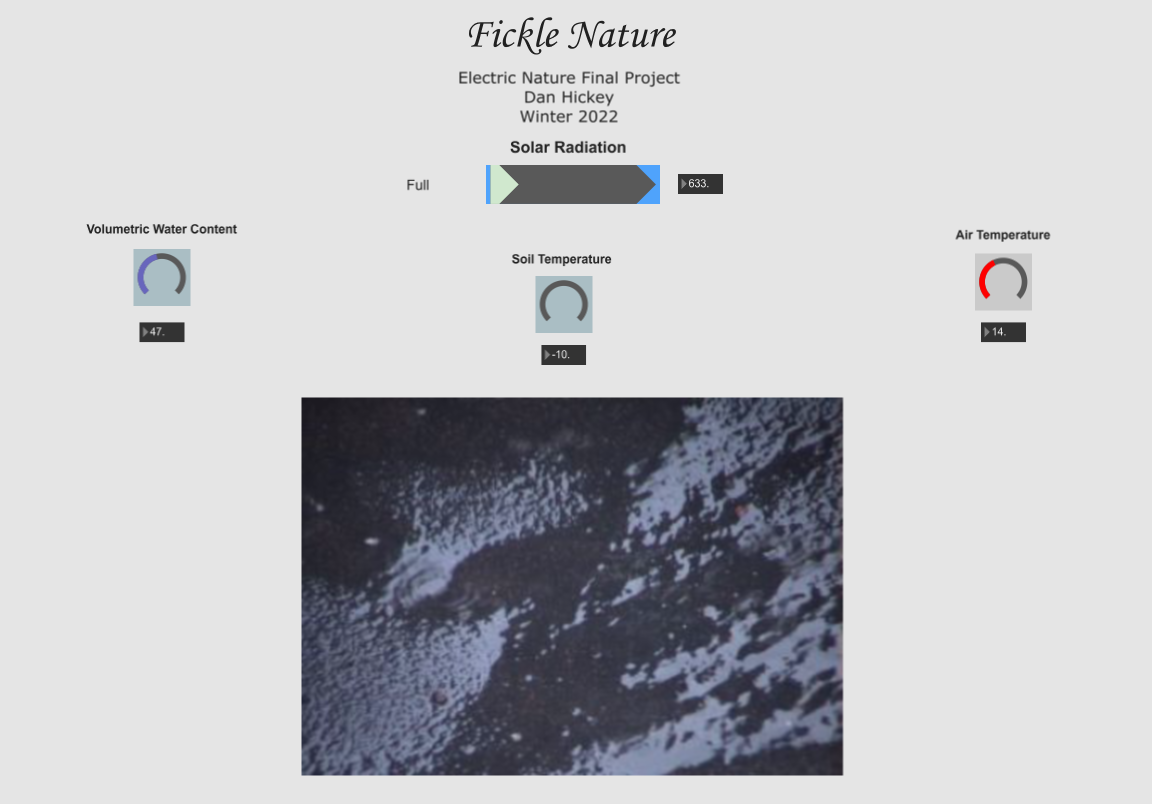 Fickle Nature
Electric Nature Final Project
Dan Hickey
Winter 2022
Solar Radiation
Full
633.
Volumetric Water Content
47.
Soil Temperature
-10.
Air Temperature
14.